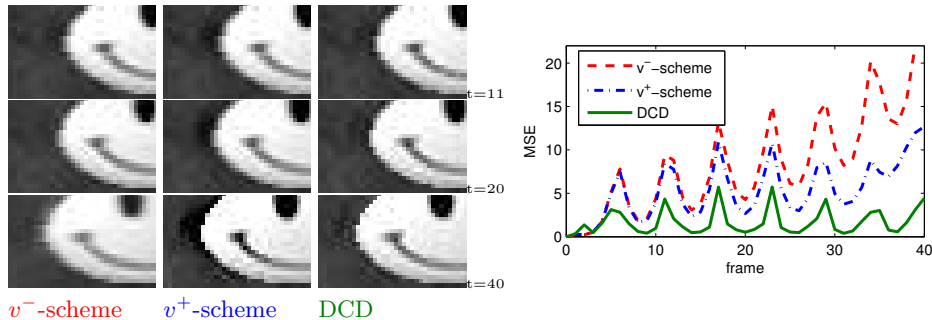 t=11
t=20
t=40
v⁻-scheme v⁺-scheme DCD
v⁻−scheme
v⁺−scheme
DCD
MSE
20
15
10
5
0
0 10 20 30 40
frame